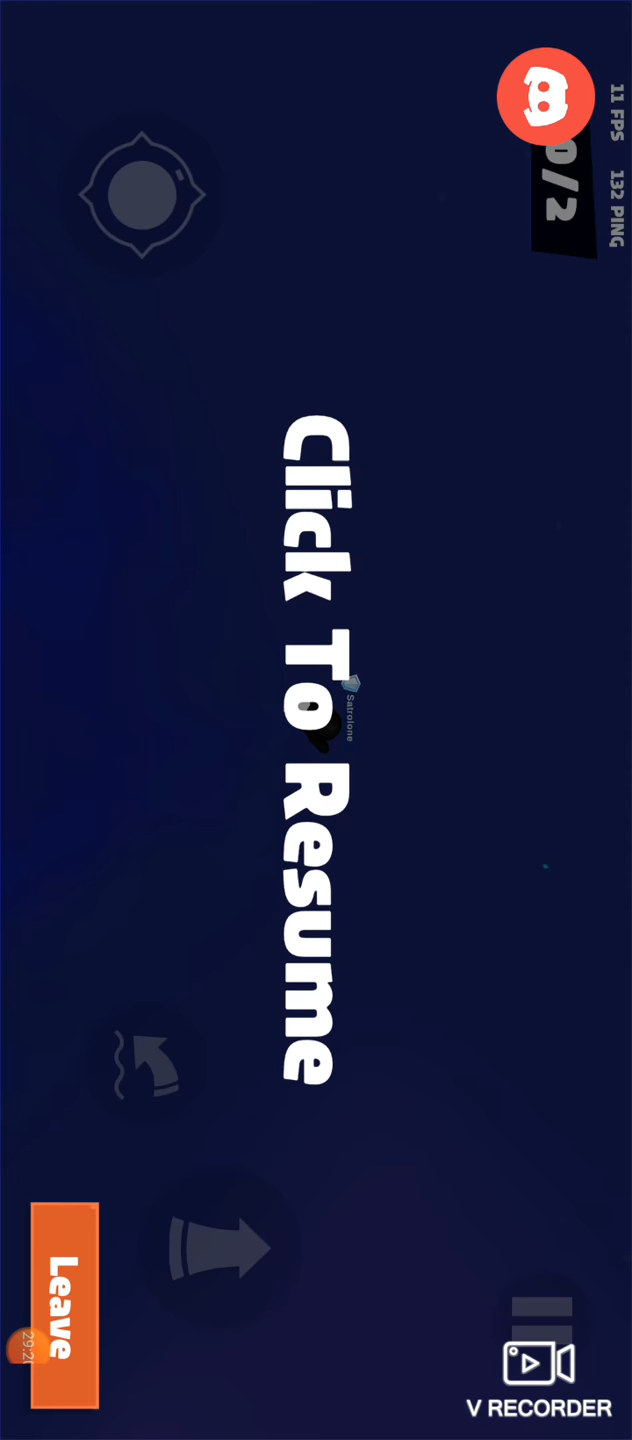 11 FPS 132 PING
0/2
Click To Resume
Satrolone
Leave
V RECORDER